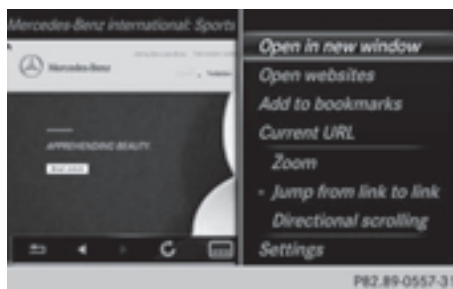 Mercedes-Benz international: Sports
Mercedes-Benz
APPREHENDING BEAUTY.
Open in new window
Open websites
Add to bookmarks
Current URL
Zoom
Jump from link to link
Directional scrolling
Settings
P82.89-0557-31